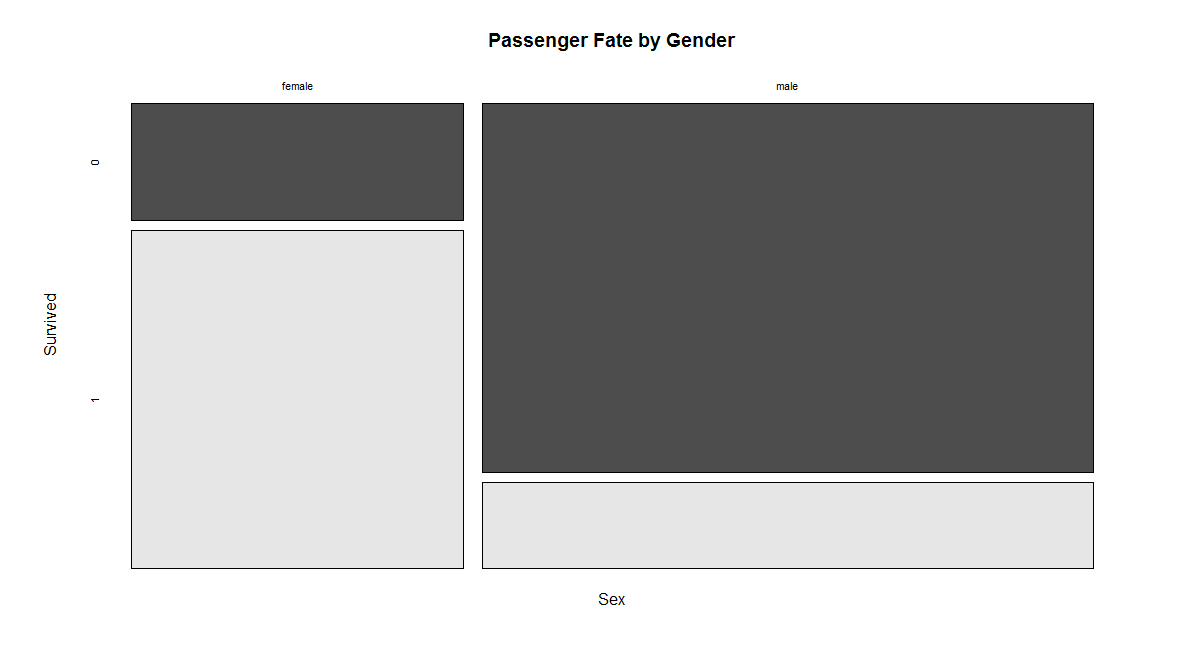 Passenger Fate by Gender
female
male
0
1
Survived
Sex